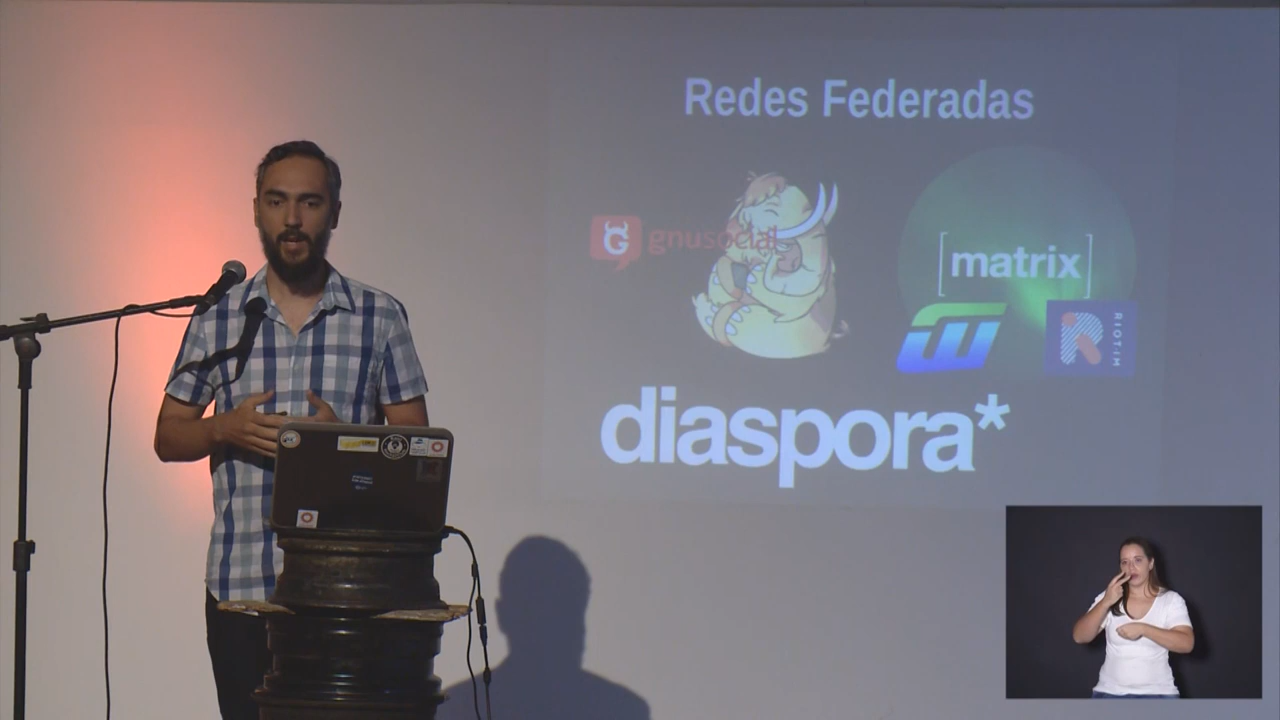 Redes Federadas
gnusocial
[matrix]
RIOT.IM
diaspora*